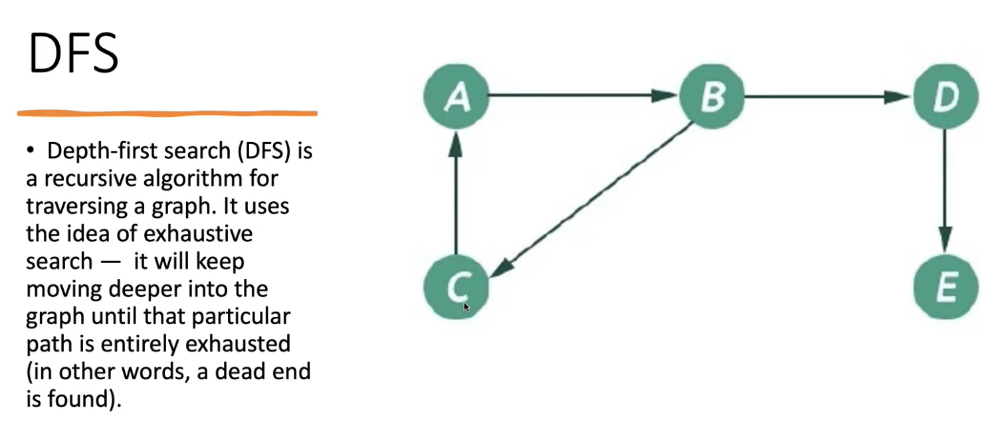 DFS
• Depth-first search (DFS) is
a recursive algorithm for
traversing a graph. It uses
the idea of exhaustive
search — it will keep
moving deeper into the
graph until that particular
path is entirely exhausted
(in other words, a dead end
is found).
A B D
C E